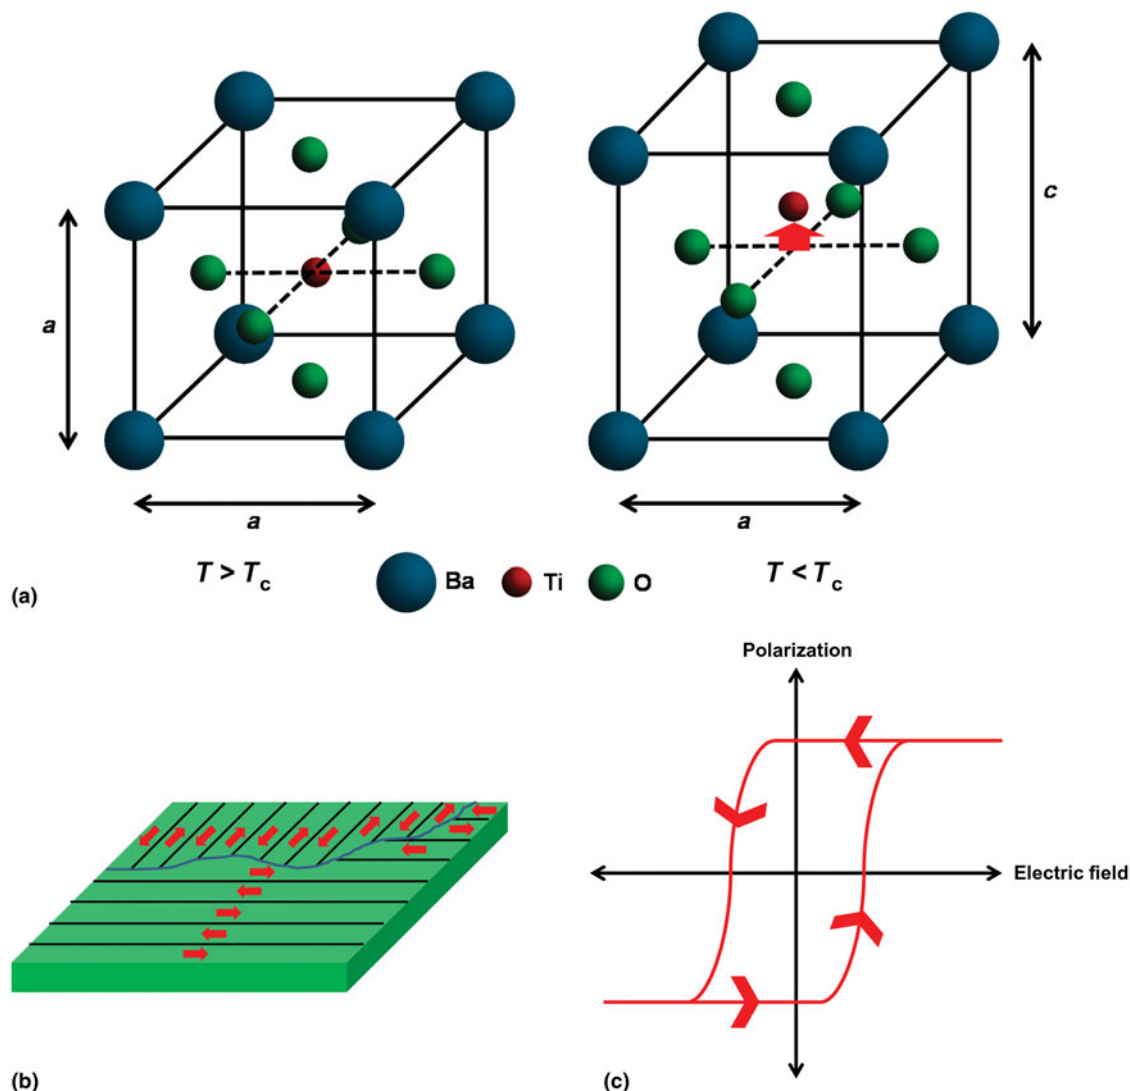 c
a
a
a
T > Tc
Ba
Ti
O
T < Tc
(a)
Polarization
Electric field
(b)
(c)